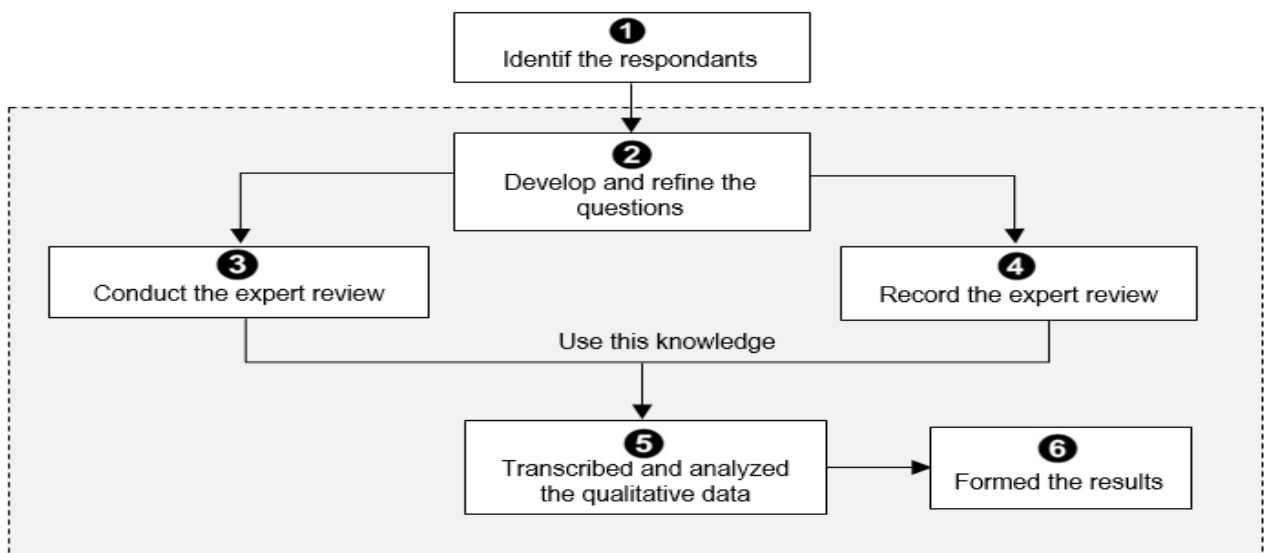 1
Identif the respondants
2
Develop and refine the
questions
3
Conduct the expert review
4
Record the expert review
Use this knowledge
5
Transcribed and analyzed
the qualitative data
6
Formed the results